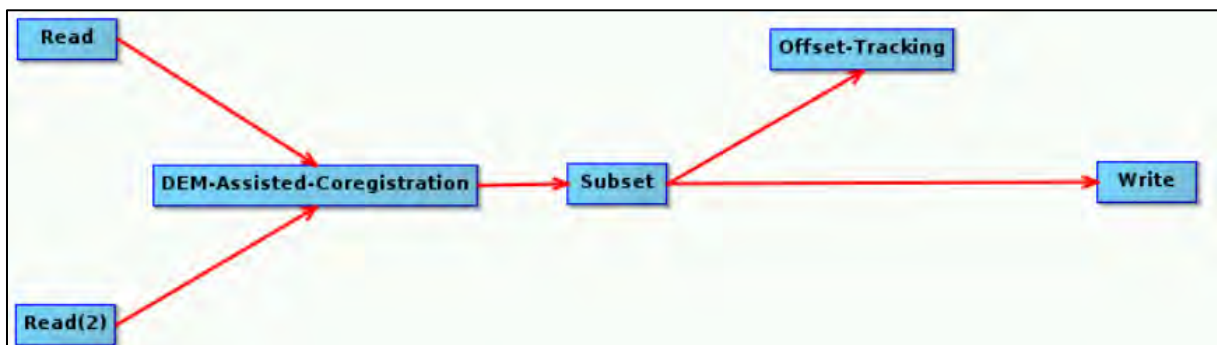 Read
Offset-Tracking
DEM-Assisted-Coregistration
Subset
Write
Read(2)